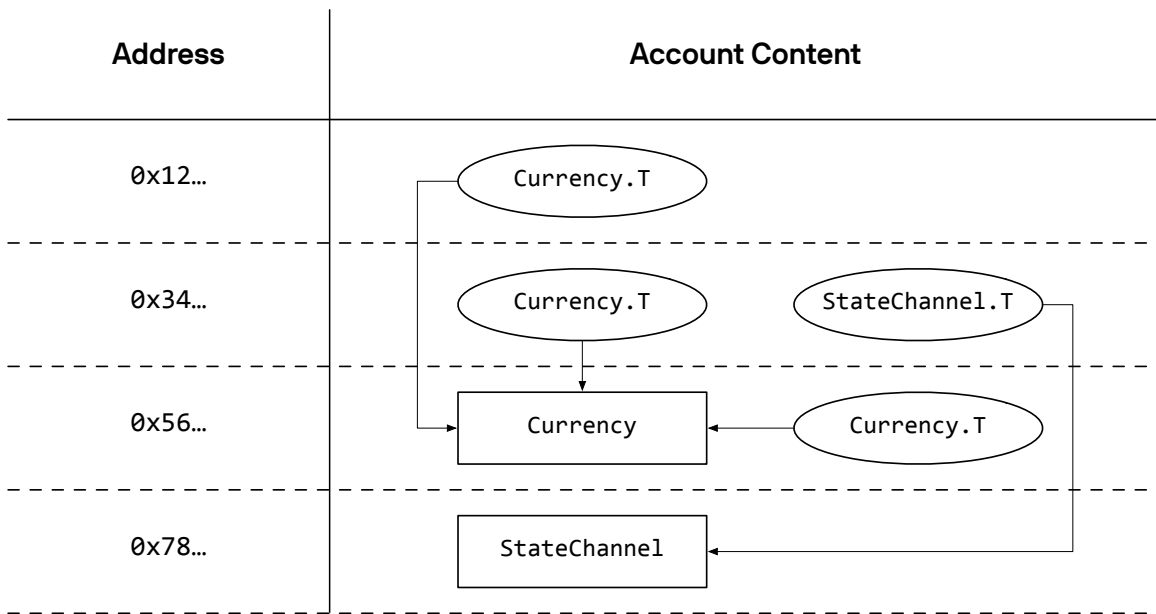 Address
Account Content
0x12…
Currency.T
0x34…
Currency.T
StateChannel.T
0x56…
Currency
Currency.T
0x78…
StateChannel